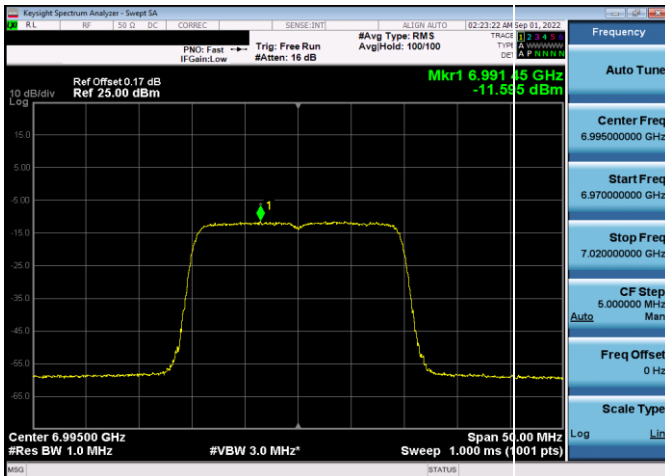 Keysight Spectrum Analyzer - Swept SA
RL RF 50 Ω DC CORREC SENSE:INT ALIGN AUTO 02:23:22 AM Sep 01, 2022
Frequency
#Avg Type: RMS
Avg|Hold: 100/100
TRACE 1 2 3 4 5 6
TYPE A WWWWW
DET A P N N N N
PNO: Fast
IFGain:Low
Trig: Free Run
#Atten: 16 dB
Auto Tune
Mkr1 6.991 45 GHz
-11.595 dBm
Ref Offset 0.17 dB
Ref 25.00 dBm
10 dB/div
Log
15.0
5.00
-5.00
-15.0
-25.0
-35.0
-45.0
-55.0
-65.0
1
Center Freq
6.995000000 GHz
Start Freq
6.970000000 GHz
Stop Freq
7.020000000 GHz
CF Step
5.000000 MHz
Auto Man
Freq Offset
0 Hz
Scale Type
Log Lin
Center 6.99500 GHz
#Res BW 1.0 MHz
#VBW 3.0 MHz*
Span 50.00 MHz
Sweep 1.000 ms (1001 pts)
MSG STATUS